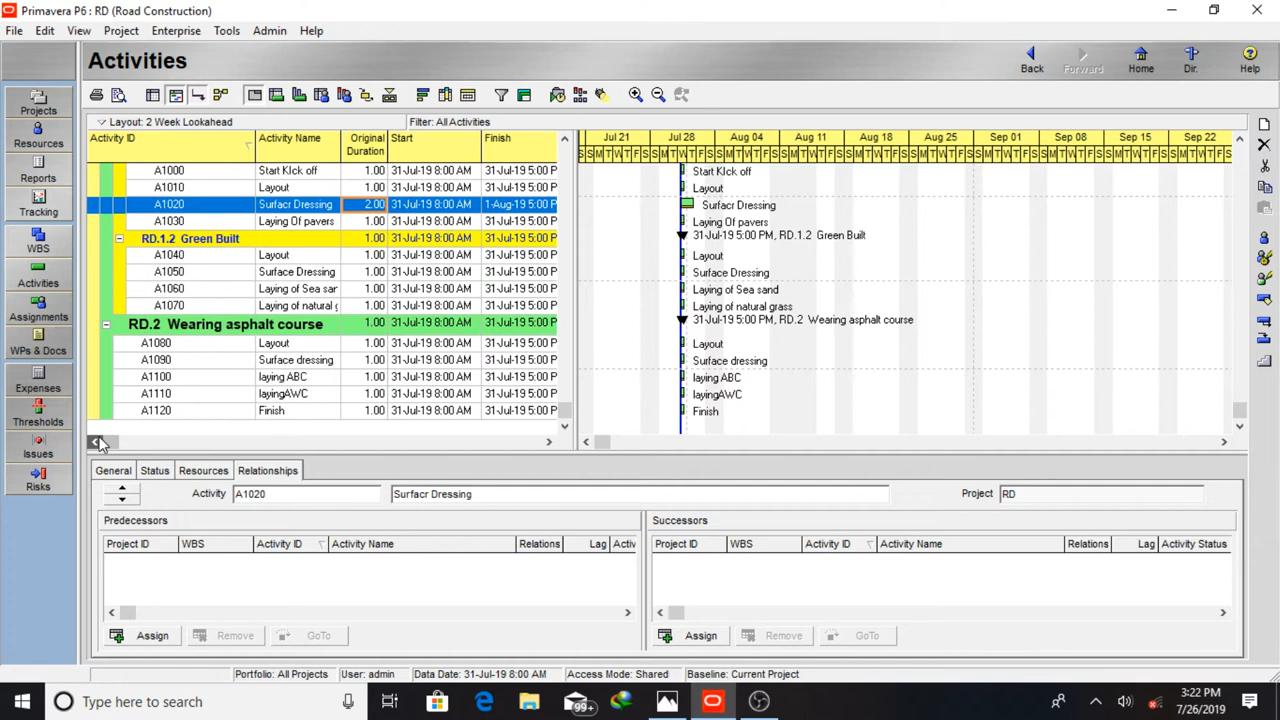 Primavera P6 : RD (Road Construction)
File Edit View Project Enterprise Tools Admin Help
Activities
Back Forward Home Dir. Help
Projects
Resources
Reports
Tracking
WBS
Activities
Assignments
WPs & Docs
Expenses
Thresholds
Issues
Risks
Layout: 2 Week Lookahead Filter: All Activities
Activity ID Activity Name Original Duration Start Finish
Jul 21 Jul 28 Aug 04 Aug 11 Aug 18 Aug 25 Sep 01 Sep 08 Sep 15 Sep 22
A1000 Start KIck off 1.00 31-Jul-19 8:00 AM 31-Jul-19 5:00 P Start KIck off
A1010 Layout 1.00 31-Jul-19 8:00 AM 31-Jul-19 5:00 P Layout
A1020 Surfacr Dressing 2.00 31-Jul-19 8:00 AM 1-Aug-19 5:00 P Surfacr Dressing
A1030 Laying Of pavers 1.00 31-Jul-19 8:00 AM 31-Jul-19 5:00 P Laying Of pavers
RD.1.2 Green Built 1.00 31-Jul-19 8:00 AM 31-Jul-19 5:00 P 31-Jul-19 5:00 PM, RD.1.2 Green Built
A1040 Layout 1.00 31-Jul-19 8:00 AM 31-Jul-19 5:00 P Layout
A1050 Surface Dressing 1.00 31-Jul-19 8:00 AM 31-Jul-19 5:00 P Surface Dressing
A1060 Laying of Sea sand 1.00 31-Jul-19 8:00 AM 31-Jul-19 5:00 P Laying of Sea sand
A1070 Laying of natural g 1.00 31-Jul-19 8:00 AM 31-Jul-19 5:00 P Laying of natural grass
RD.2 Wearing asphalt course 1.00 31-Jul-19 8:00 AM 31-Jul-19 5:00 P 31-Jul-19 5:00 PM, RD.2 Wearing asphalt course
A1080 Layout 1.00 31-Jul-19 8:00 AM 31-Jul-19 5:00 P Layout
A1090 Surface dressing 1.00 31-Jul-19 8:00 AM 31-Jul-19 5:00 P Surface dressing
A1100 laying ABC 1.00 31-Jul-19 8:00 AM 31-Jul-19 5:00 P laying ABC
A1110 layingAWC 1.00 31-Jul-19 8:00 AM 31-Jul-19 5:00 P layingAWC
A1120 Finish 1.00 31-Jul-19 8:00 AM 31-Jul-19 5:00 P Finish
General Status Resources Relationships
Activity A1020 Surfacr Dressing Project RD
Predecessors Successors
Project ID WBS Activity ID Activity Name Relations Lag Activ Project ID WBS Activity ID Activity Name Relations Lag Activity Status
Assign Remove GoTo Assign Remove GoTo
Portfolio: All Projects User: admin Data Date: 31-Jul-19 8:00 AM Access Mode: Shared Baseline: Current Project
Type here to search 99+ 3:22 PM
7/26/2019